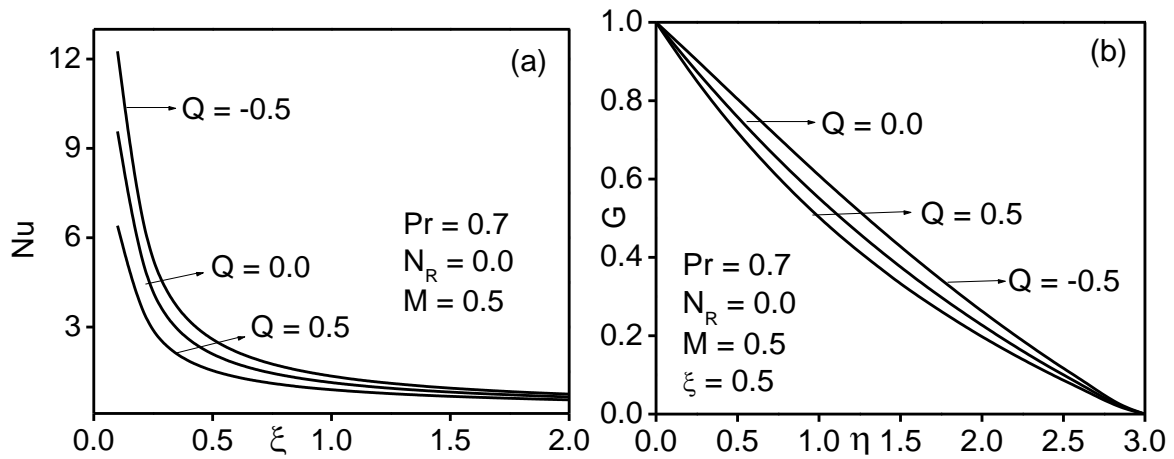 (a)
12
9
6
3
Nu
Q = -0.5
Q = 0.0
Q = 0.5
Pr = 0.7
N_R = 0.0
M = 0.5
0.0 0.5 1.0 1.5 2.0
ξ
(b)
1.0
0.8
0.6
0.4
0.2
0.0
G
Q = 0.0
Q = 0.5
Q = -0.5
Pr = 0.7
N_R = 0.0
M = 0.5
ξ = 0.5
0.0 0.5 1.0 1.5 2.0 2.5 3.0
η